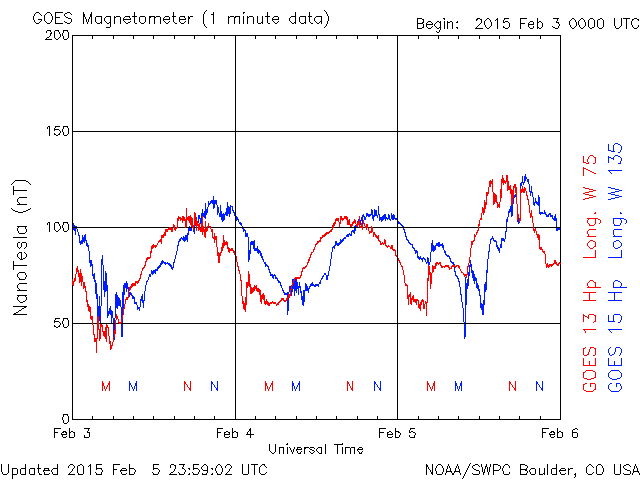 GOES Magnetometer (1 minute data)
Begin: 2015 Feb 3 0000 UTC
200
150
100
50
0
NanoTesla (nT)
M M N N M M N N M M N N
Feb 3 Feb 4 Feb 5 Feb 6
Universal Time
GOES 13 Hp Long. W 75
GOES 15 Hp Long. W 135
Updated 2015 Feb 5 23:59:02 UTC
NOAA/SWPC Boulder, CO USA